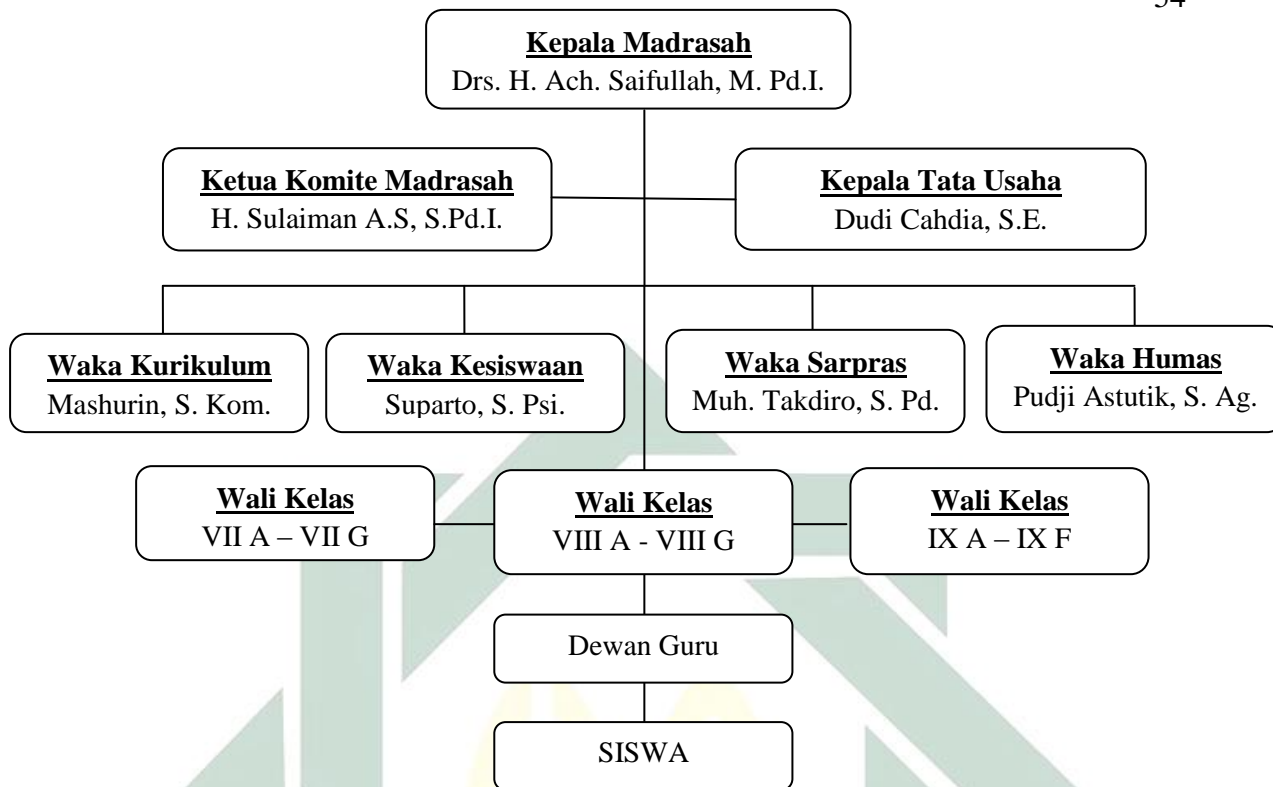 54
Kepala Madrasah
Drs. H. Ach. Saifullah, M. Pd.I.
Ketua Komite Madrasah
H. Sulaiman A.S, S.Pd.I.
Kepala Tata Usaha
Dudi Cahdia, S.E.
Waka Kurikulum
Mashurin, S. Kom.
Waka Kesiswaan
Suparto, S. Psi.
Waka Sarpras
Muh. Takdiro, S. Pd.
Waka Humas
Pudji Astutik, S. Ag.
Wali Kelas
VII A – VII G
Wali Kelas
VIII A - VIII G
Wali Kelas
IX A – IX F
Dewan Guru
SISWA